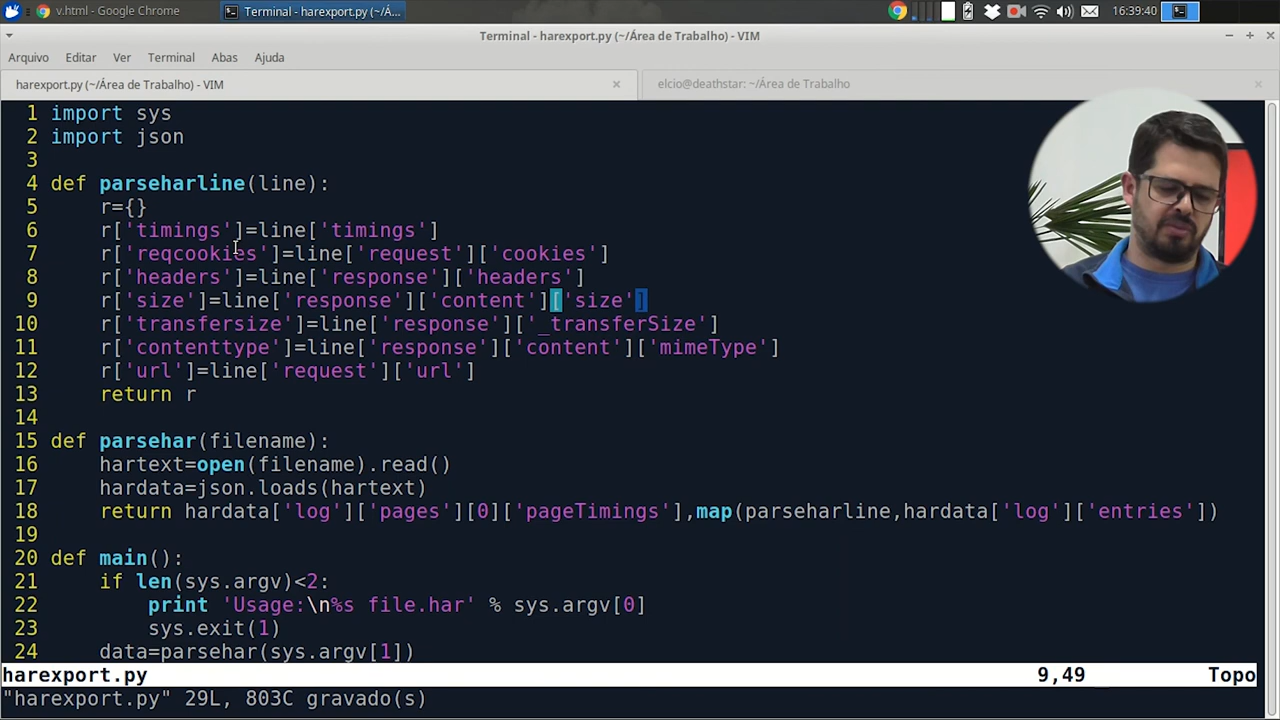 v.html - Google Chrome
Terminal - harexport.py (~/Á...
16:39:40
Terminal - harexport.py (~/Área de Trabalho) - VIM
Arquivo Editar Ver Terminal Abas Ajuda
harexport.py (~/Área de Trabalho) - VIM
elcio@deathstar: ~/Área de Trabalho
1 import sys
2 import json
3
4 def parseharline(line):
5     r={}
6     r['timings']=line['timings']
7     r['reqcookies']=line['request']['cookies']
8     r['headers']=line['response']['headers']
9     r['size']=line['response']['content']['size']
10     r['transfersize']=line['response']['_transferSize']
11     r['contenttype']=line['response']['content']['mimeType']
12     r['url']=line['request']['url']
13     return r
14
15 def parsehar(filename):
16     hartext=open(filename).read()
17     hardata=json.loads(hartext)
18     return hardata['log']['pages'][0]['pageTimings'],map(parseharline,hardata['log']['entries'])
19
20 def main():
21     if len(sys.argv)<2:
22         print 'Usage:\n%s file.har' % sys.argv[0]
23         sys.exit(1)
24     data=parsehar(sys.argv[1])
harexport.py 9,49 Topo
"harexport.py" 29L, 803C gravado(s)